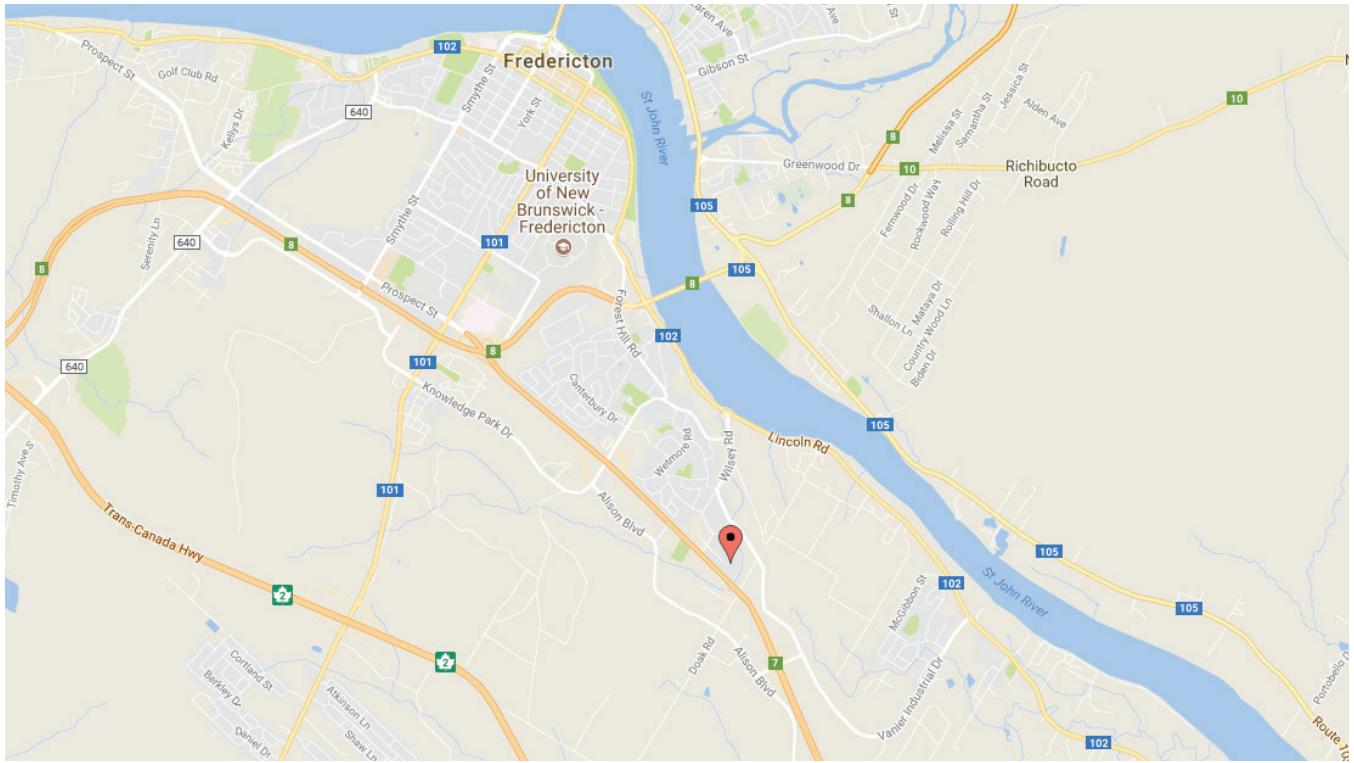 102
Prospect St
Golf Club Rd
Fredericton
Smythe St
York St
Gibson St
aren Ave
Jessica St
10
Alden Ave
640
Kellys Dr
St John River
Melissa St
Samantha St
8
Greenwood Dr
10
Richibucto
Road
University
of New
Brunswick -
Fredericton
105
8
Fernwood Dr
Rockwood Way
Rolling Hill Dr
Smythe St
Serenity Ln
640
8
101
8
105
8
Prospect St
Forest Hill Rd
Shallon Ln
Mataya Dr
Country Wood Ln
Biden Dr
102
8
101
640
Canterbury Dr
Knowledge Park Dr
105
Timothy Ave S
Wetmore Rd
Wilsey Rd
Lincoln Rd
101
Alison Blvd
Trans-Canada Hwy
105
102
St John River
2
McGibbon St
105
2
7
Doak Rd
Alison Blvd
Cortland St
Berkley Dr
Atkinson Ln
Daniel Dr
Shaw Ln
Vanier Industrial Dr
Portobello D
102
Route 10